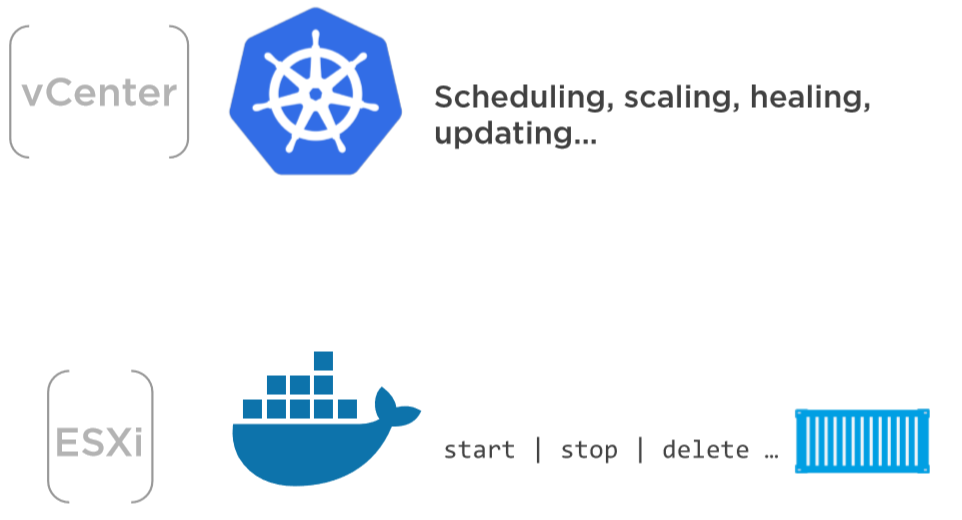 vCenter
Scheduling, scaling, healing,
updating...
ESXi
start | stop | delete …